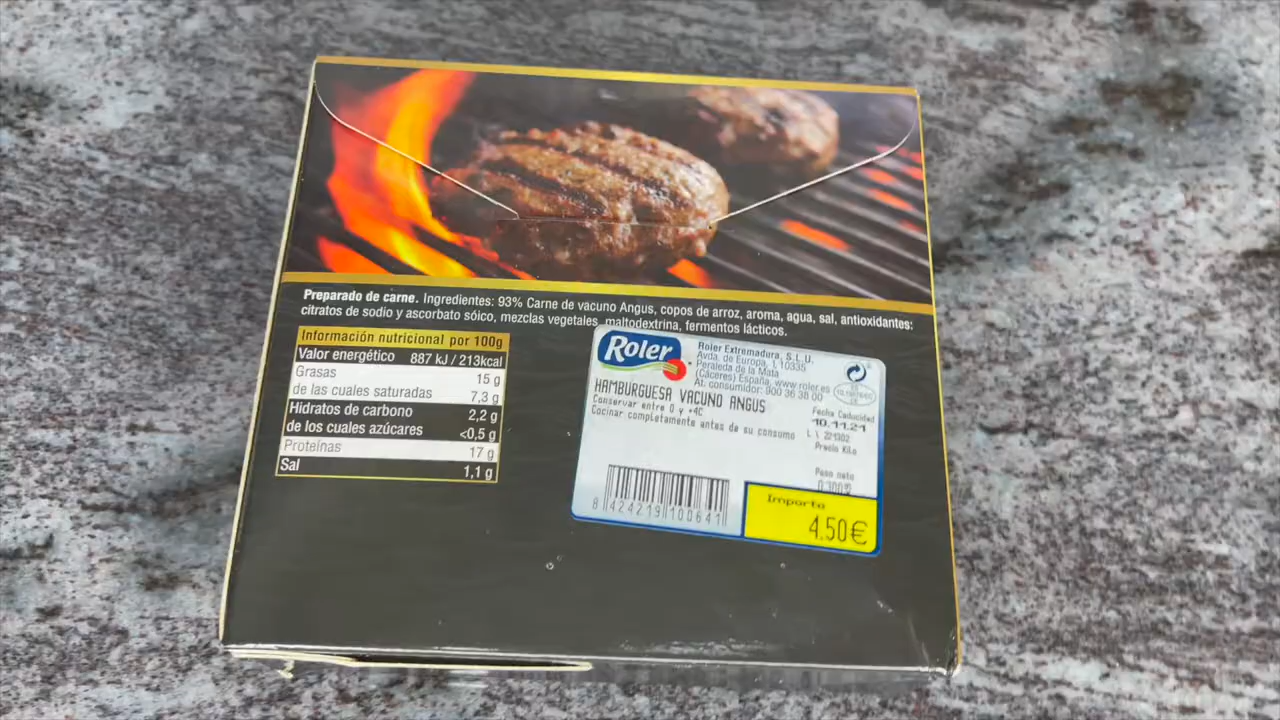 Preparado de carne. Ingredientes: 93% Carne de vacuno Angus, copos de arroz, aroma, agua, sal, antioxidantes:
citratos de sodio y ascorbato sóico, mezclas vegetales, maltodextrina, fermentos lácticos.
Información nutricional por 100g
Valor energético 887 kJ / 213kcal
Grasas 15 g
de las cuales saturadas 7,3 g
Hidratos de carbono 2,2 g
de los cuales azúcares <0,5 g
Proteínas 17 g
Sal 1,1 g
Roler
Roler Extremadura, S.L.U.
Avda. de Europa, 1, 10335
Peraleda de la Mata
(Cáceres) España, www.roler.es
At. consumidor: 900 36 38 00
HAMBURGUESA VACUNO ANGUS
Conservar entre 0 y +4C
Cocinar completamente antes de su consumo
Fecha Caducidad
10.11.21
Precio Kilo
Peso neto
8 424219 100641
Importe
4.50€